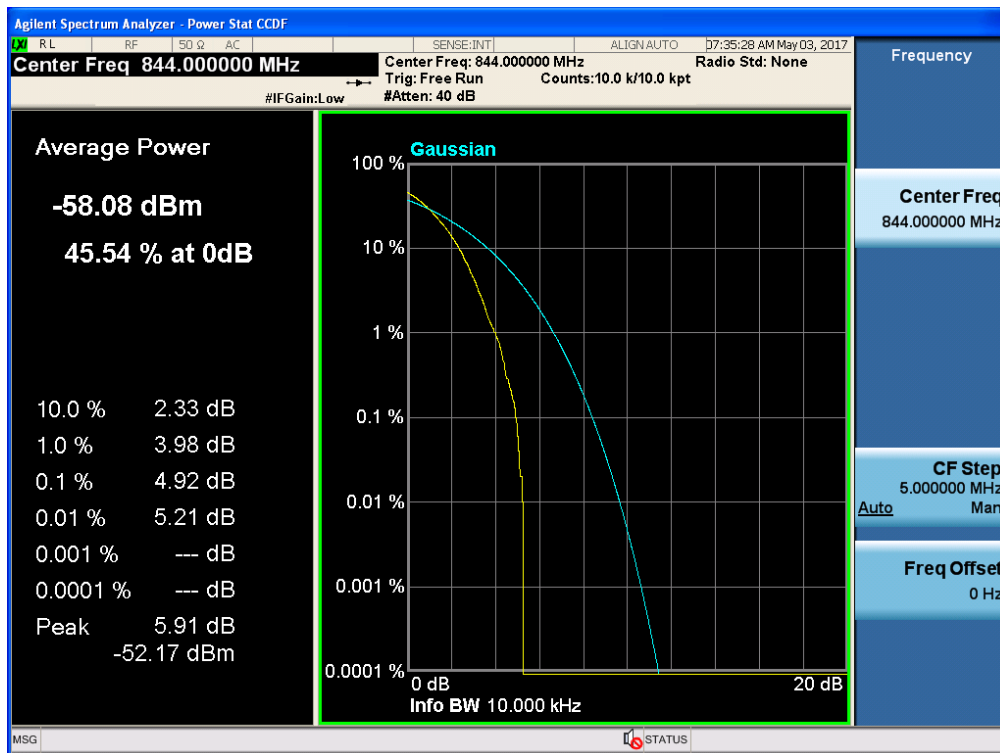 Agilent Spectrum Analyzer - Power Stat CCDF
LXI RL RF 50 Ω AC SENSE:INT ALIGN AUTO 07:35:28 AM May 03, 2017
Center Freq 844.000000 MHz
Center Freq: 844.000000 MHz Radio Std: None
Trig: Free Run Counts:10.0 k/10.0 kpt
#IFGain:Low #Atten: 40 dB
Average Power
-58.08 dBm
45.54 % at 0dB
10.0 % 2.33 dB
1.0 % 3.98 dB
0.1 % 4.92 dB
0.01 % 5.21 dB
0.001 % --- dB
0.0001 % --- dB
Peak 5.91 dB
-52.17 dBm
Gaussian
100 %
10 %
1 %
0.1 %
0.01 %
0.001 %
0.0001 %
0 dB 20 dB
Info BW 10.000 kHz
Frequency
Center Freq
844.000000 MHz
CF Step
5.000000 MHz
Auto Man
Freq Offset
0 Hz
MSG STATUS